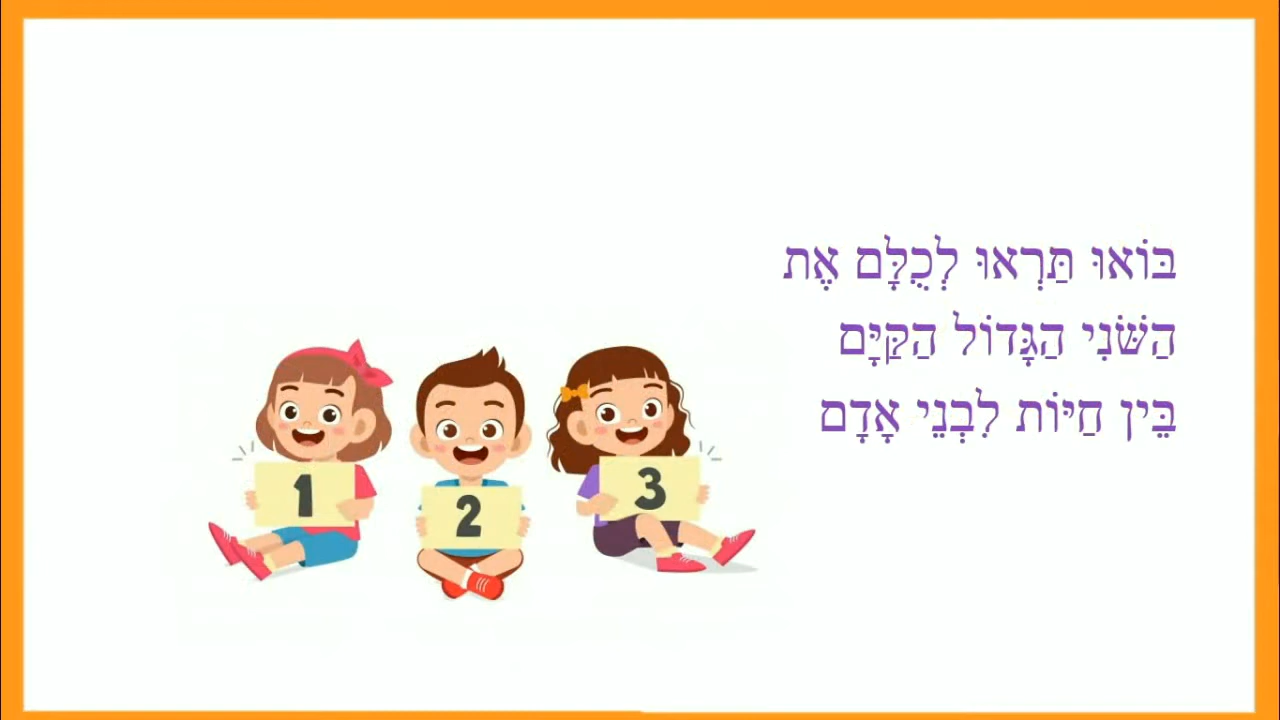 בּוֹאוּ תַּרְאוּ לְכֻלָּם אֶת
הַשֹּׁנִי הַגָּדוֹל הַקַּיָּם
בֵּין חַיּוֹת לִבְנֵי אָדָם
1
2
3